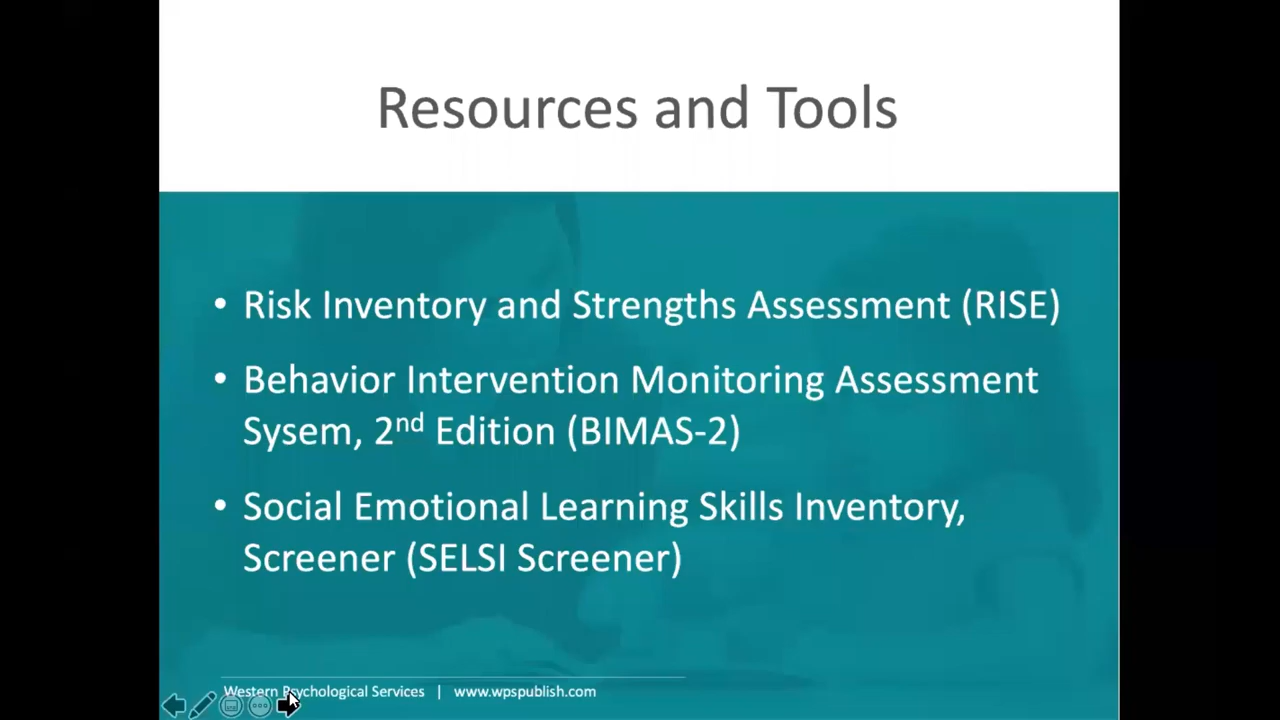 Resources and Tools
• Risk Inventory and Strengths Assessment (RISE)
• Behavior Intervention Monitoring Assessment
Sysem, 2nd Edition (BIMAS-2)
• Social Emotional Learning Skills Inventory,
Screener (SELSI Screener)
Western Psychological Services | www.wpspublish.com